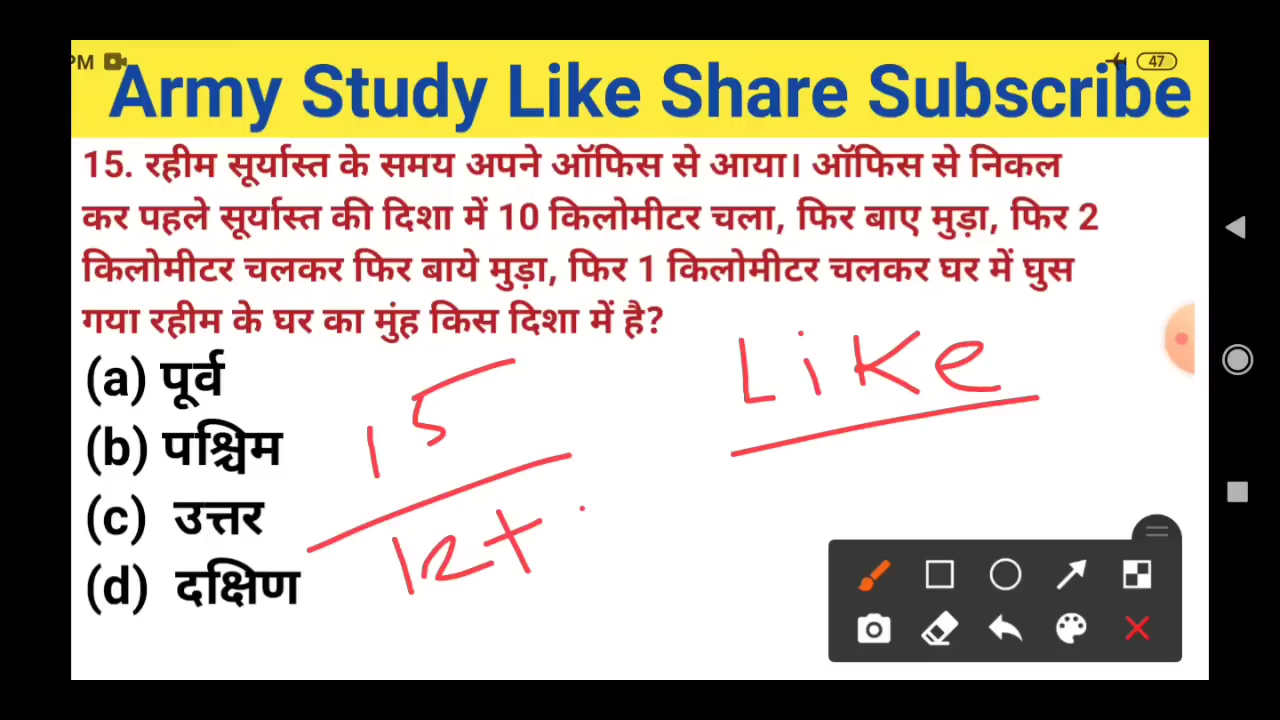 PM
47
Army Study Like Share Subscribe
15. रहीम सूर्यास्त के समय अपने ऑफिस से आया। ऑफिस से निकल
कर पहले सूर्यास्त की दिशा में 10 किलोमीटर चला, फिर बाए मुड़ा, फिर 2
किलोमीटर चलकर फिर बाये मुड़ा, फिर 1 किलोमीटर चलकर घर में घुस
गया रहीम के घर का मुंह किस दिशा में है?
(a) पूर्व
(b) पश्चिम
(c) उत्तर
(d) दक्षिण
15
12+
Like